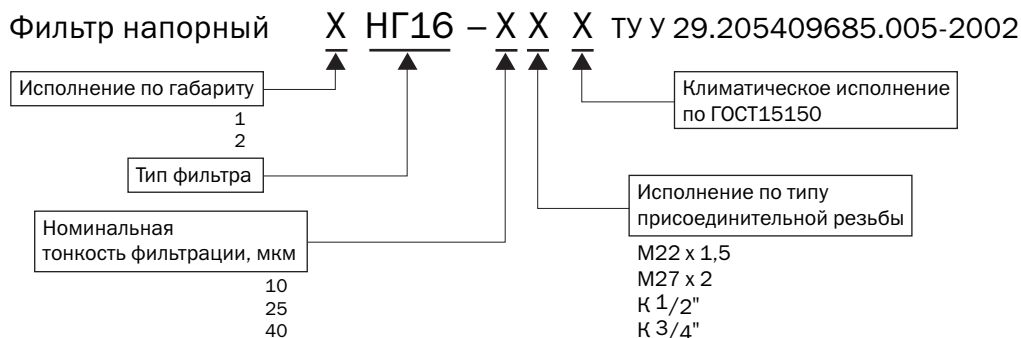 Фильтр напорный X НГ16 – X X X ТУ У 29.205409685.005-2002
Исполнение по габариту
1
2
Тип фильтра
Номинальная
тонкость фильтрации, мкм
10
25
40
Климатическое исполнение
по ГОСТ15150
Исполнение по типу
присоединительной резьбы
М22 х 1,5
М27 х 2
К 1/2"
К 3/4"